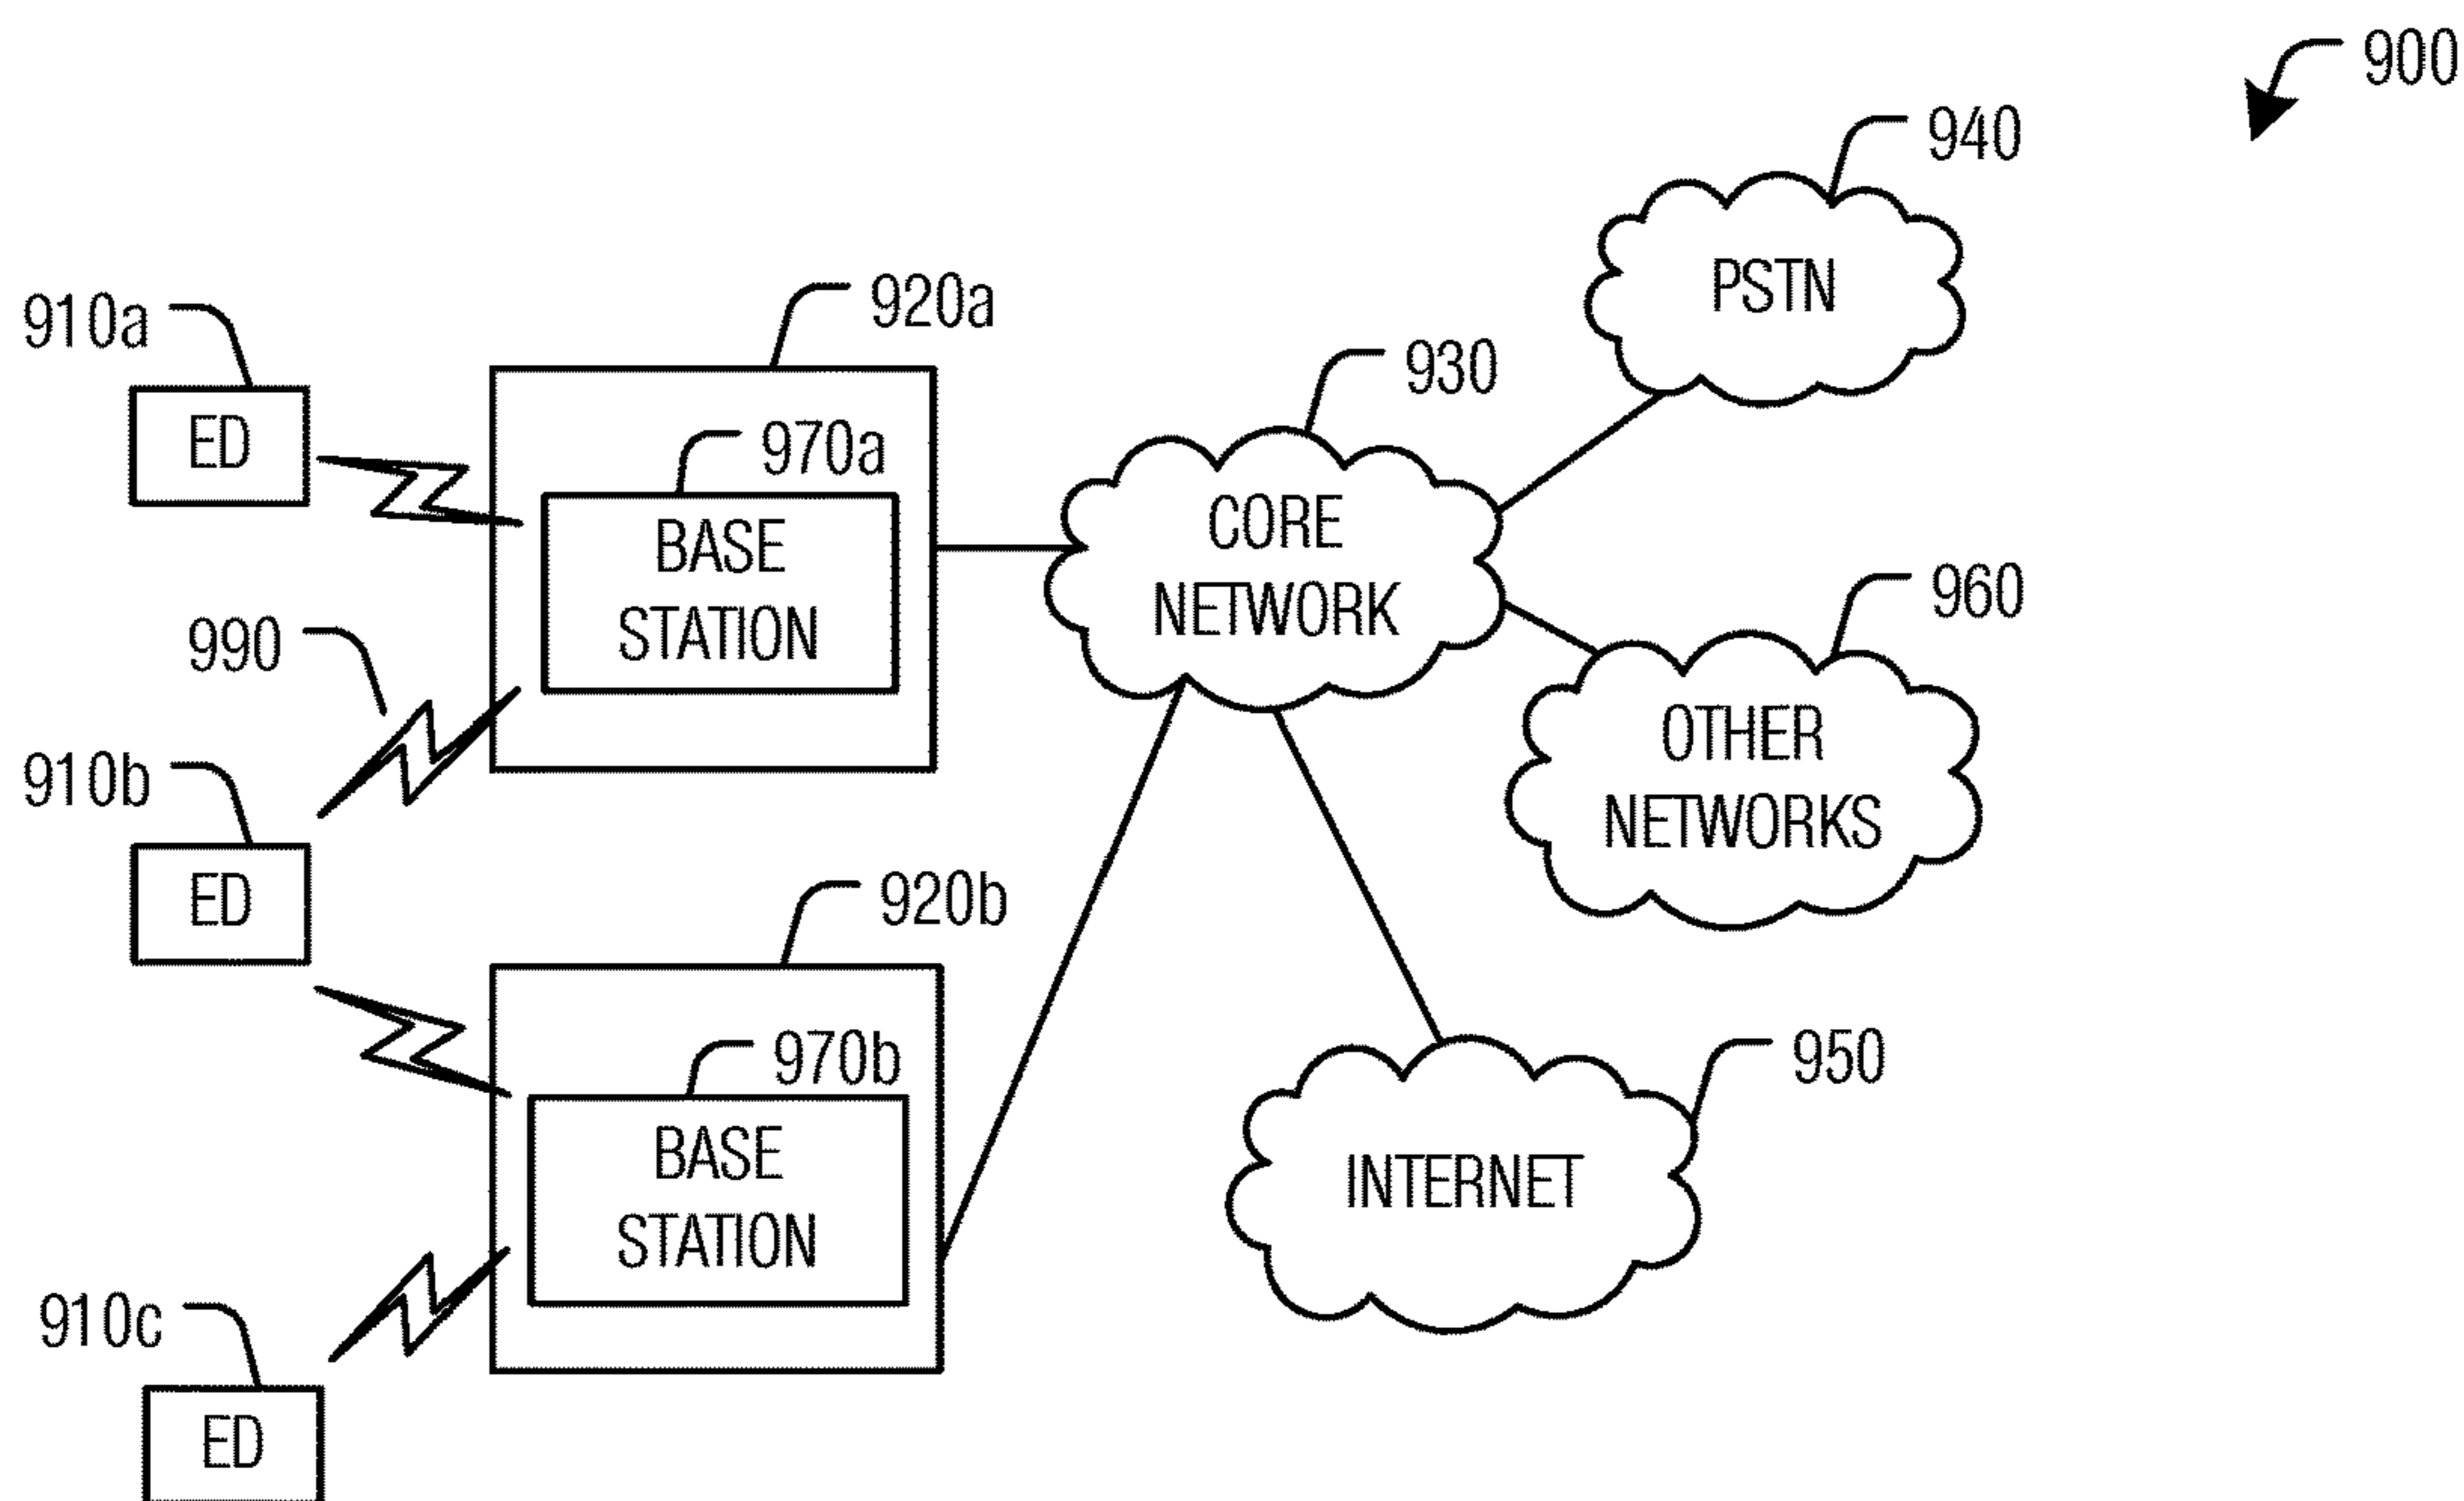 900
940
PSTN
910a
920a
930
ED
970a
BASE
STATION
CORE
NETWORK
960
990
OTHER
NETWORKS
910b
ED
920b
970b
BASE
STATION
950
INTERNET
910c
ED